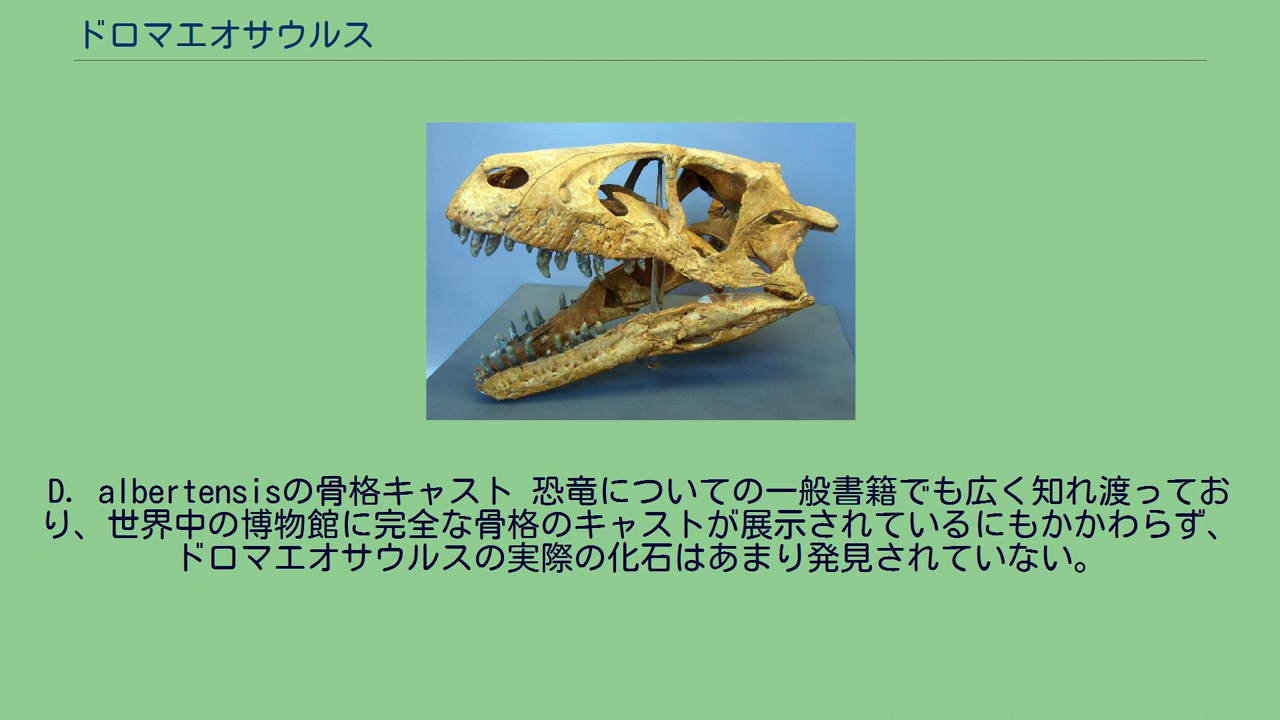 ドロマエオサウルス
D. albertensisの骨格キャスト 恐竜についての一般書籍でも広く知れ渡ってお
り、世界中の博物館に完全な骨格のキャストが展示されているにもかかわらず、
ドロマエオサウルスの実際の化石はあまり発見されていない。